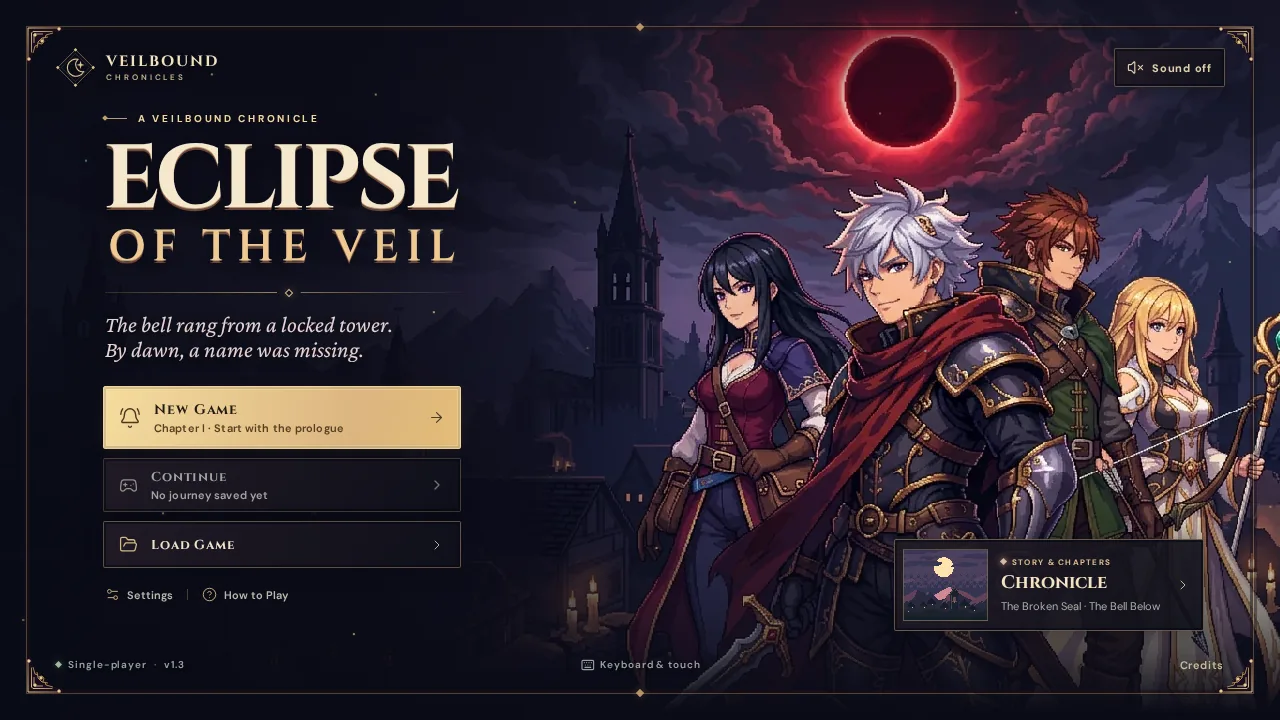 VEILBOUND
CHRONICLES
Sound off
A VEILBOUND CHRONICLE
ECLIPSE
OF THE VEIL
The bell rang from a locked tower.
By dawn, a name was missing.
New Game
Chapter I · Start with the prologue
Continue
No journey saved yet
Load Game
Settings
How to Play
STORY & CHAPTERS
Chronicle
The Broken Seal · The Bell Below
Single-player · v1.3
Keyboard & touch
Credits